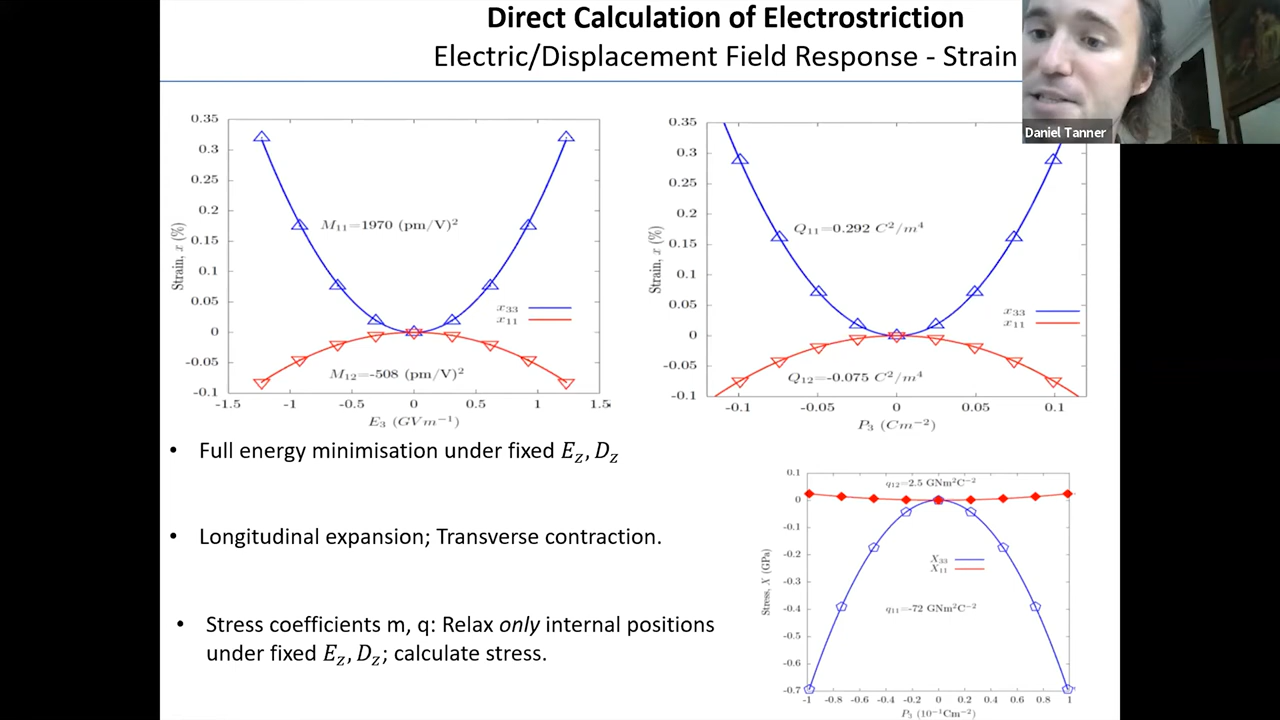 Direct Calculation of Electrostriction
Electric/Displacement Field Response - Strain
Daniel Tanner
0.35
0.3
0.25
0.2
0.15
0.1
0.05
0
-0.05
-0.1
Strain, x (%)
M₁₁=1970 (pm/V)²
x₃₃
x₁₁
M₁₂=-508 (pm/V)²
-1.5 -1 -0.5 0 0.5 1 1.5
E₃ (GVm⁻¹)
0.35
0.3
0.25
0.2
0.15
0.1
0.05
0
-0.05
-0.1
Strain, x (%)
Q₁₁=0.292 C²/m⁴
x₃₃
x₁₁
Q₁₂=-0.075 C²/m⁴
-0.1 -0.05 0 0.05 0.1
P₃ (Cm⁻²)
• Full energy minimisation under fixed E_z, D_z
• Longitudinal expansion; Transverse contraction.
• Stress coefficients m, q: Relax only internal positions
under fixed E_z, D_z; calculate stress.
0.1
0
-0.1
-0.2
-0.3
-0.4
-0.5
-0.6
-0.7
Stress, X (GPa)
q₁₂=2.5 GNm²C⁻²
X₃₃
X₁₁
q₁₁=-72 GNm²C⁻²
-1 -0.8 -0.6 -0.4 -0.2 0 0.2 0.4 0.6 0.8 1
P₃ (10⁻¹Cm⁻²)